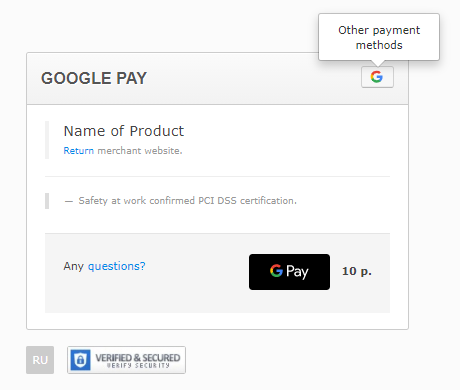 Other payment
methods
GOOGLE PAY
G
Name of Product
Return merchant website.
— Safety at work confirmed PCI DSS certification.
Any questions?
G Pay
10 p.
RU
VERIFIED & SECURED
VERIFY SECURITY